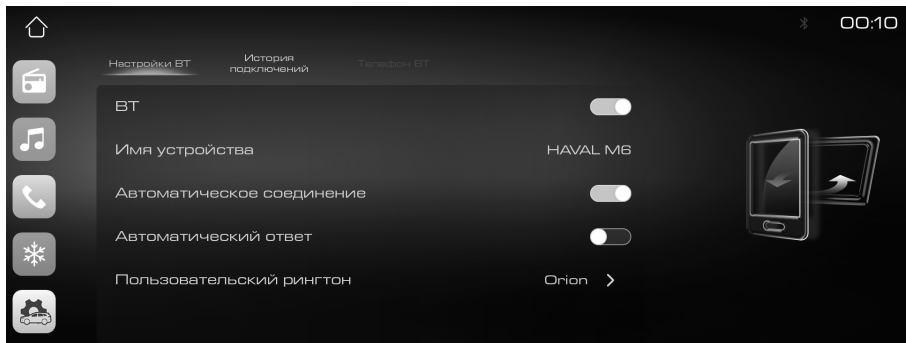 00:10
Настройки BT
История
подключений
Телефон BT
BT
Имя устройства
HAVAL M6
Автоматическое соединение
Автоматический ответ
Пользовательский рингтон
Orion